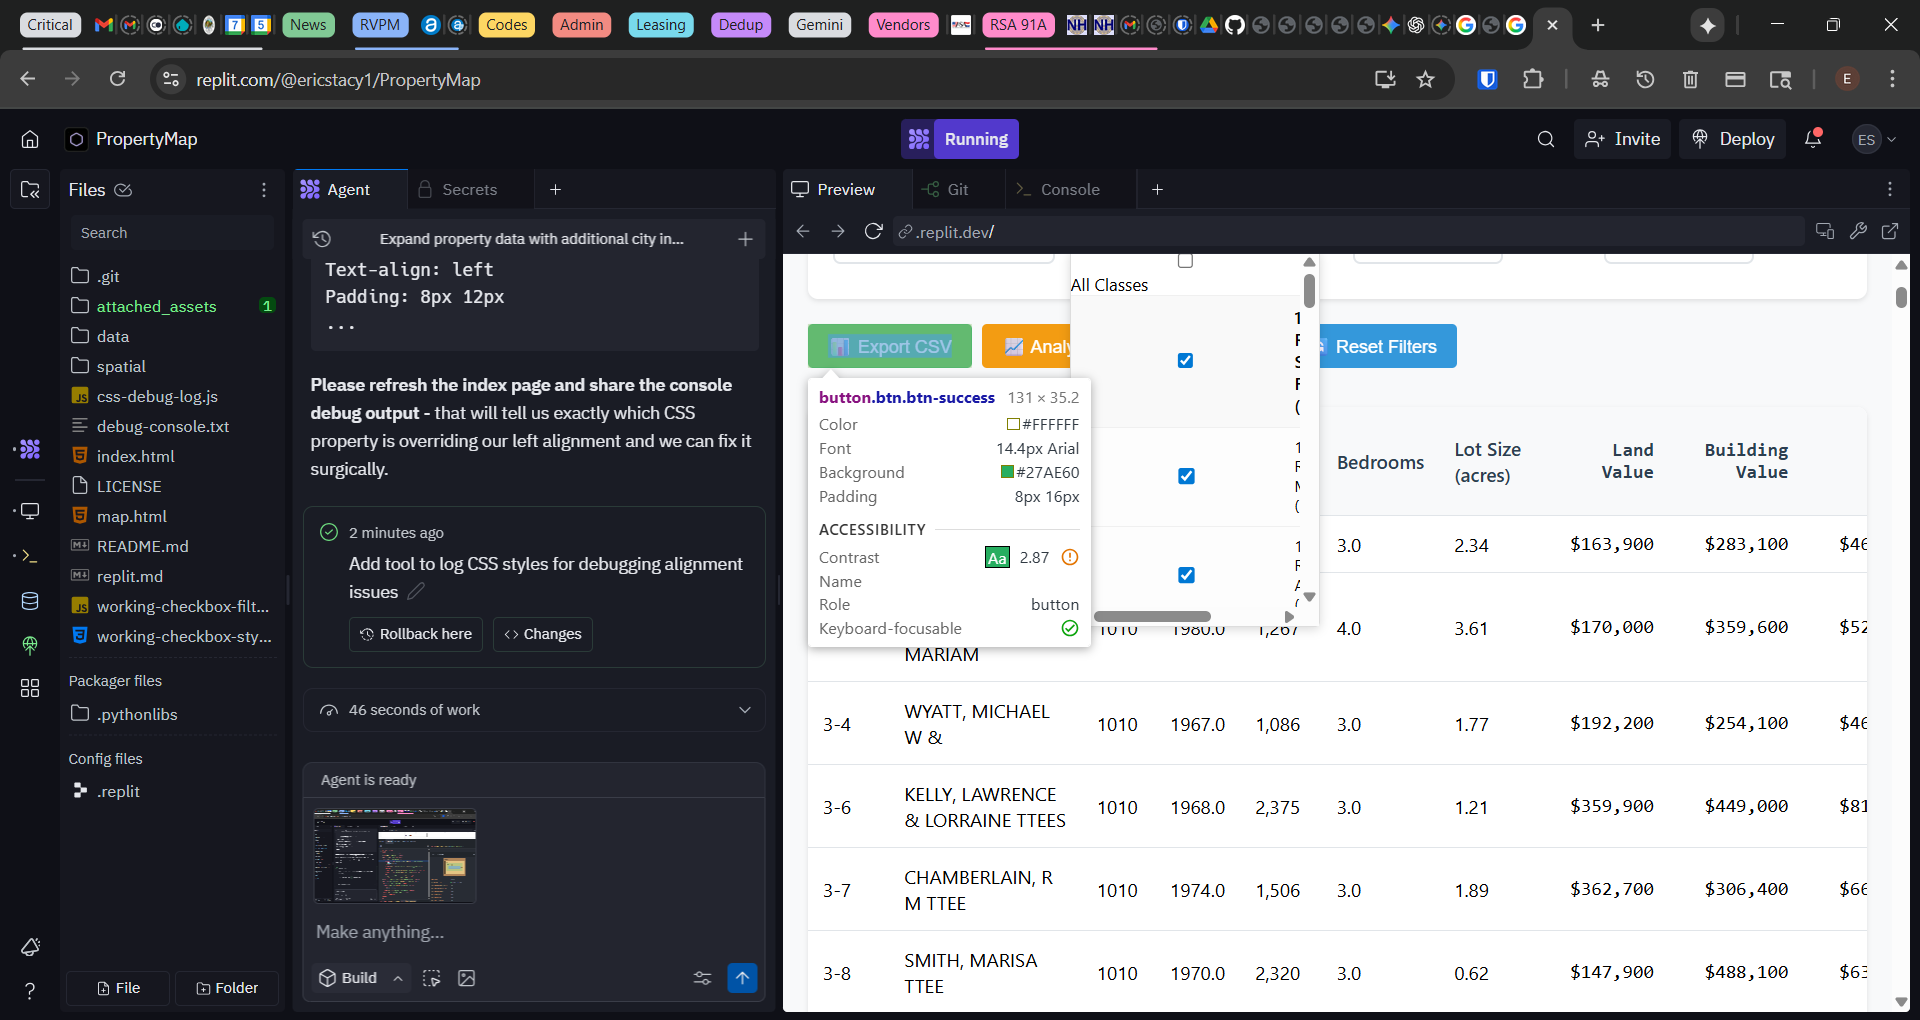 Critical
7
5
News
RVPM
Codes
Admin
Leasing
Dedup
Gemini
Vendors
RSA 91A
NH
NH
replit.com/@ericstacy1/PropertyMap
E
PropertyMap
Running
Invite
Deploy
ES
Files
Search
.git
attached_assets 1
data
spatial
css-debug-log.js
debug-console.txt
index.html
LICENSE
map.html
README.md
replit.md
working-checkbox-filt...
working-checkbox-sty...
Packager files
.pythonlibs
Config files
.replit
File
Folder
Agent
Secrets
Expand property data with additional city in...
Text-align: left
Padding: 8px 12px
...
Please refresh the index page and share the console
debug output - that will tell us exactly which CSS
property is overriding our left alignment and we can fix it
surgically.
2 minutes ago
Add tool to log CSS styles for debugging alignment
issues
Rollback here
Changes
46 seconds of work
Agent is ready
Make anything...
Build
Preview
Git
Console
.replit.dev/
All Classes
Export CSV
Analy
Reset Filters
button.btn.btn-success 131 × 35.2
Color #FFFFFF
Font 14.4px Arial
Background #27AE60
Padding 8px 16px
ACCESSIBILITY
Contrast Aa 2.87
Name
Role button
Keyboard-focusable
Bedrooms
Lot Size
(acres)
Land
Value
Building
Value
3.0 2.34 $163,900 $283,100
1010 1980.0 1,267 4.0 3.61 $170,000 $359,600
MARIAM
3-4 WYATT, MICHAEL
W & 1010 1967.0 1,086 3.0 1.77 $192,200 $254,100
3-6 KELLY, LAWRENCE
& LORRAINE TTEES 1010 1968.0 2,375 3.0 1.21 $359,900 $449,000
3-7 CHAMBERLAIN, R
M TTEE 1010 1974.0 1,506 3.0 1.89 $362,700 $306,400
3-8 SMITH, MARISA
TTEE 1010 1970.0 2,320 3.0 0.62 $147,900 $488,100